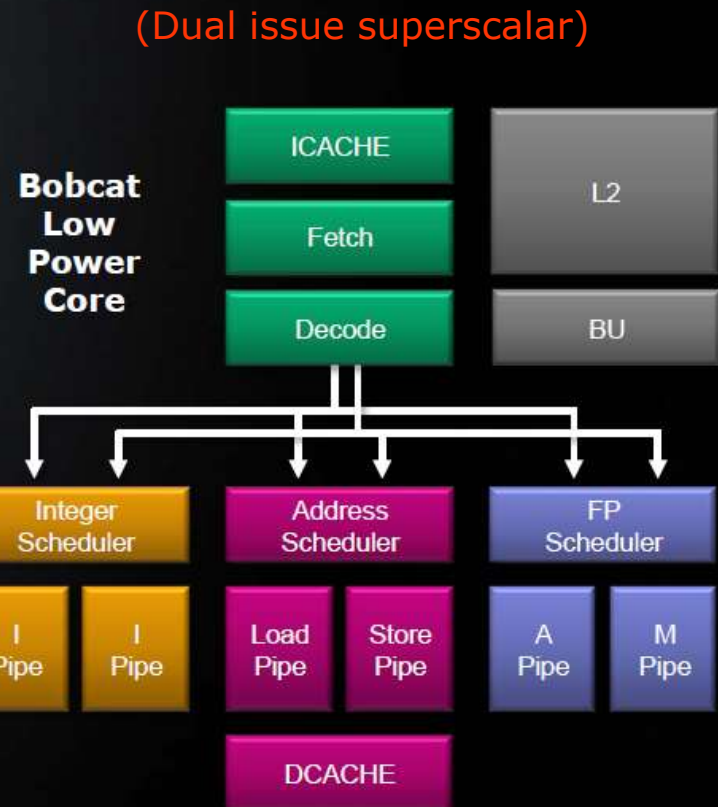 (Dual issue superscalar)
Bobcat
Low
Power
Core
ICACHE
L2
Fetch
Decode
BU
Integer
Scheduler
Address
Scheduler
FP
Scheduler
I
Pipe
I
Pipe
Load
Pipe
Store
Pipe
A
Pipe
M
Pipe
DCACHE